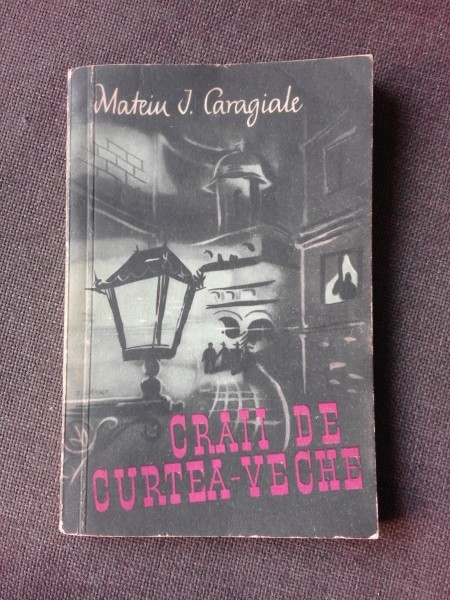 Mateiu J. Caragiale
CRAII DE
CURTEA-VECHE